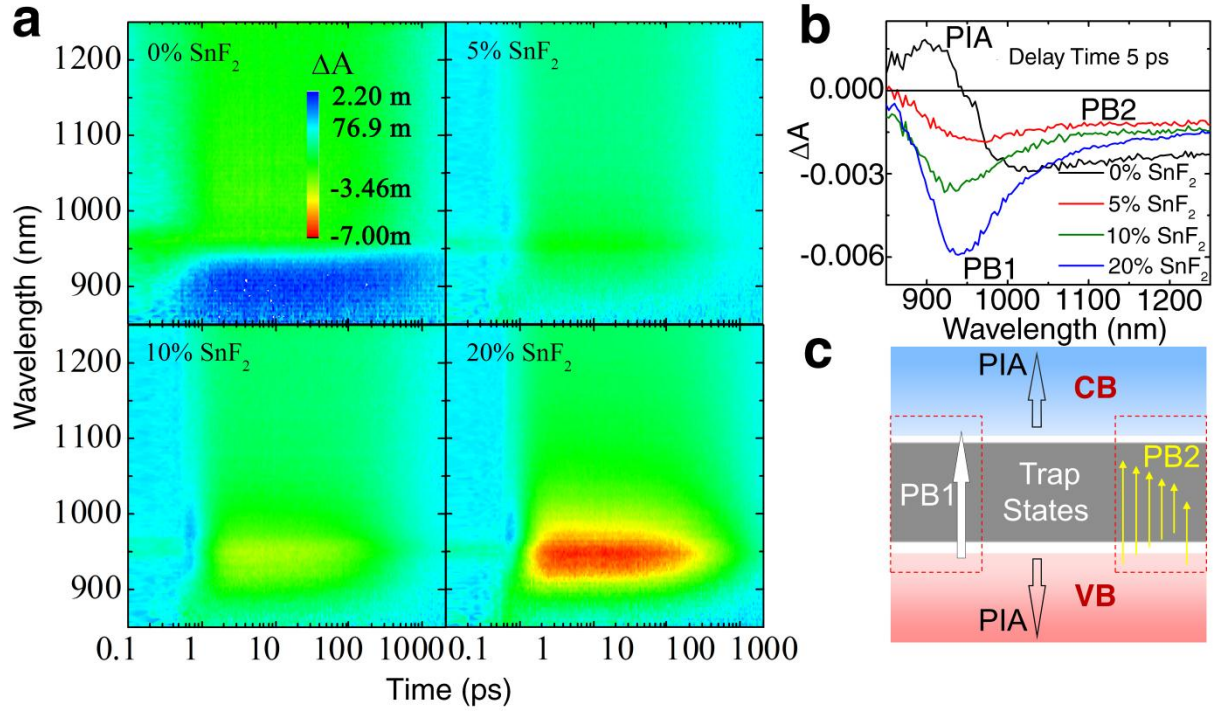 a
0% SnF₂
ΔA
2.20 m
76.9 m
-3.46m
-7.00m
5% SnF₂
10% SnF₂
20% SnF₂
1200
1100
1000
900
1200
1100
1000
900
Wavelength (nm)
0.1 1 10 100 1000
1 10 100 1000
Time (ps)
b
PIA
Delay Time 5 ps
0.000
-0.003
-0.006
ΔA
PB2
0% SnF₂
5% SnF₂
10% SnF₂
20% SnF₂
PB1
900 1000 1100 1200
Wavelength (nm)
c
PIA
CB
PB1
Trap
States
PB2
VB
PIA